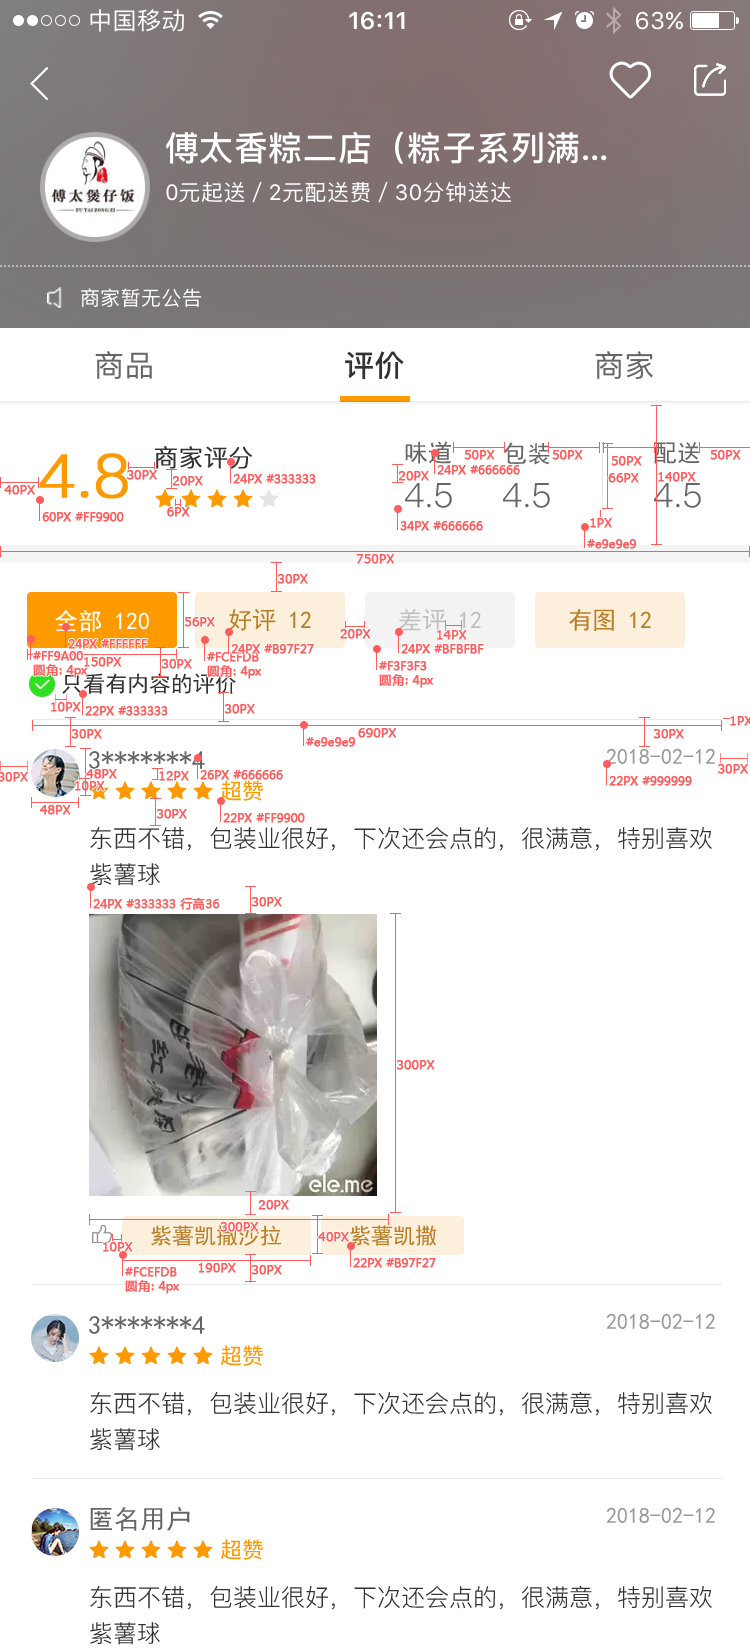 中国移动 16:11 63%
傅太香粽二店（粽子系列满...
傅太煲仔饭
FU TAI ZONG ZI
0元起送 / 2元配送费 / 30分钟送达
商家暂无公告
商品 评价 商家
4.8 商家评分 味道 包装 配送
4.5 4.5 4.5
40PX 30PX 20PX 24PX #333333 6PX 60PX #FF9900
20PX 24PX #666666 50PX 50PX 50PX 50PX 66PX 140PX
34PX #666666 1PX #e9e9e9
750PX
30PX
全部 120 好评 12 差评 12 有图 12
56PX 20PX 14PX
24PX #FFFFFF 24PX #B97F27 24PX #BFBFBF
#FF9A00 150PX 30PX #FCEFDB #F3F3F3
圆角: 4px 圆角: 4px 圆角: 4px
只看有内容的评价
10PX 22PX #333333 30PX
30PX #e9e9e9 690PX 30PX 1PX
3*******4 2018-02-12
30PX 48PX 10PX 12PX 26PX #666666 22PX #999999 30PX
超赞
48PX 30PX 22PX #FF9900
东西不错，包装业很好，下次还会点的，很满意，特别喜欢
紫薯球
24PX #333333 行高36 30PX
300PX
ele.me
20PX
300PX
紫薯凯撒沙拉 紫薯凯撒
10PX 40PX
190PX 30PX 22PX #B97F27
#FCEFDB
圆角: 4px
3*******4 2018-02-12
超赞
东西不错，包装业很好，下次还会点的，很满意，特别喜欢
紫薯球
匿名用户 2018-02-12
超赞
东西不错，包装业很好，下次还会点的，很满意，特别喜欢
紫薯球